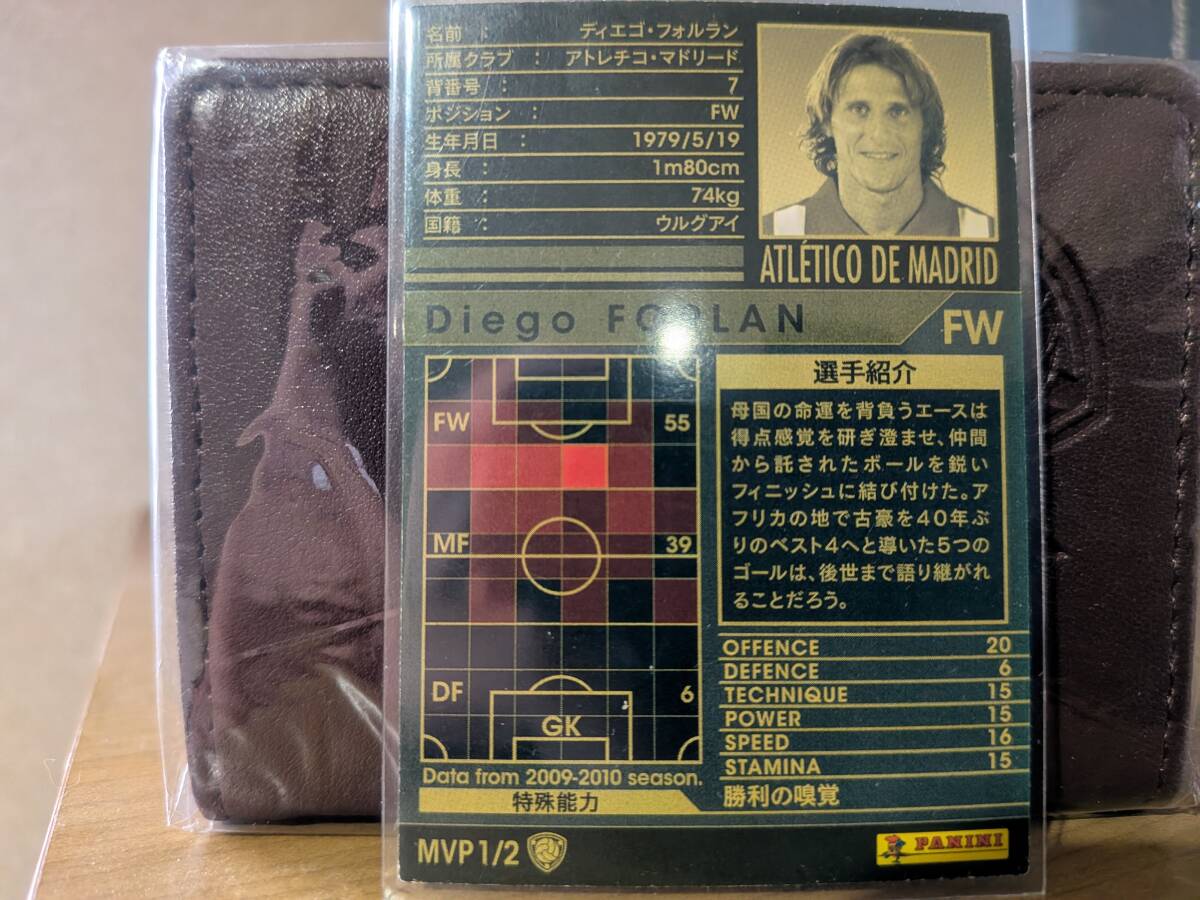 名前 : ディエゴ・フォルラン
所属クラブ : アトレチコ・マドリード
背番号 : 7
ポジション : FW
生年月日 : 1979/5/19
身長 : 1m80cm
体重 : 74kg
国籍 : ウルグアイ
ATLÉTICO DE MADRID
Diego FORLAN
FW
FW 55
MF 39
DF 6
GK
Data from 2009-2010 season.
選手紹介
母国の命運を背負うエースは
得点感覚を研ぎ澄ませ、仲間
から託されたボールを鋭い
フィニッシュに結び付けた。ア
フリカの地で古豪を40年ぶ
りのベスト4へと導いた5つの
ゴールは、後世まで語り継がれ
ることだろう。
OFFENCE 20
DEFENCE 6
TECHNIQUE 15
POWER 15
SPEED 16
STAMINA 15
特殊能力 勝利の嗅覚
MVP 1/2
PANINI